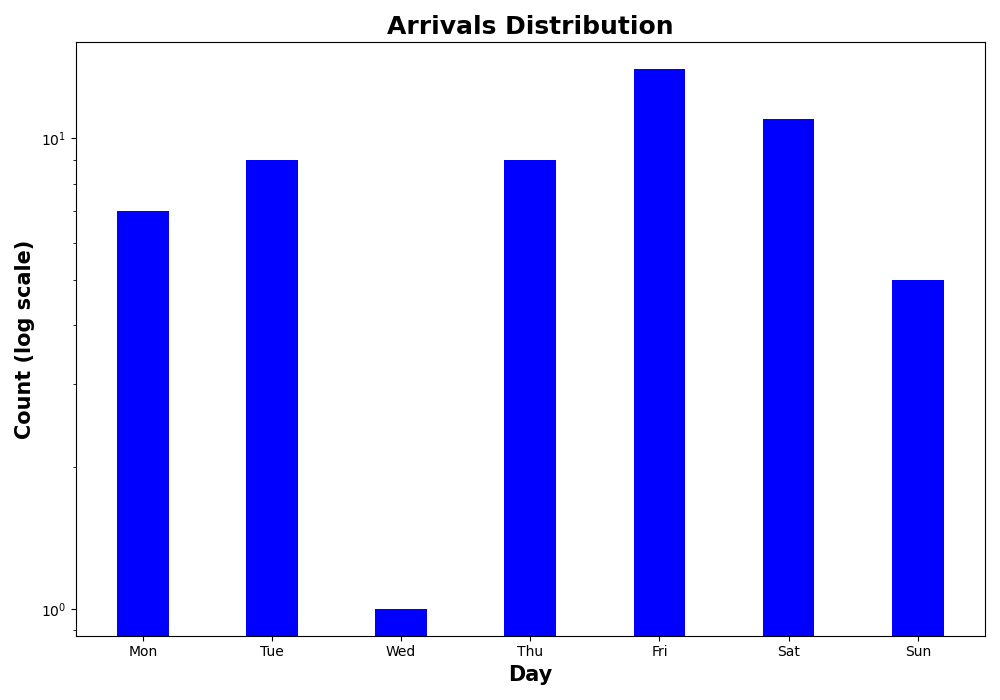 Arrivals Distribution
Count (log scale)
10¹
10⁰
Mon Tue Wed Thu Fri Sat Sun
Day